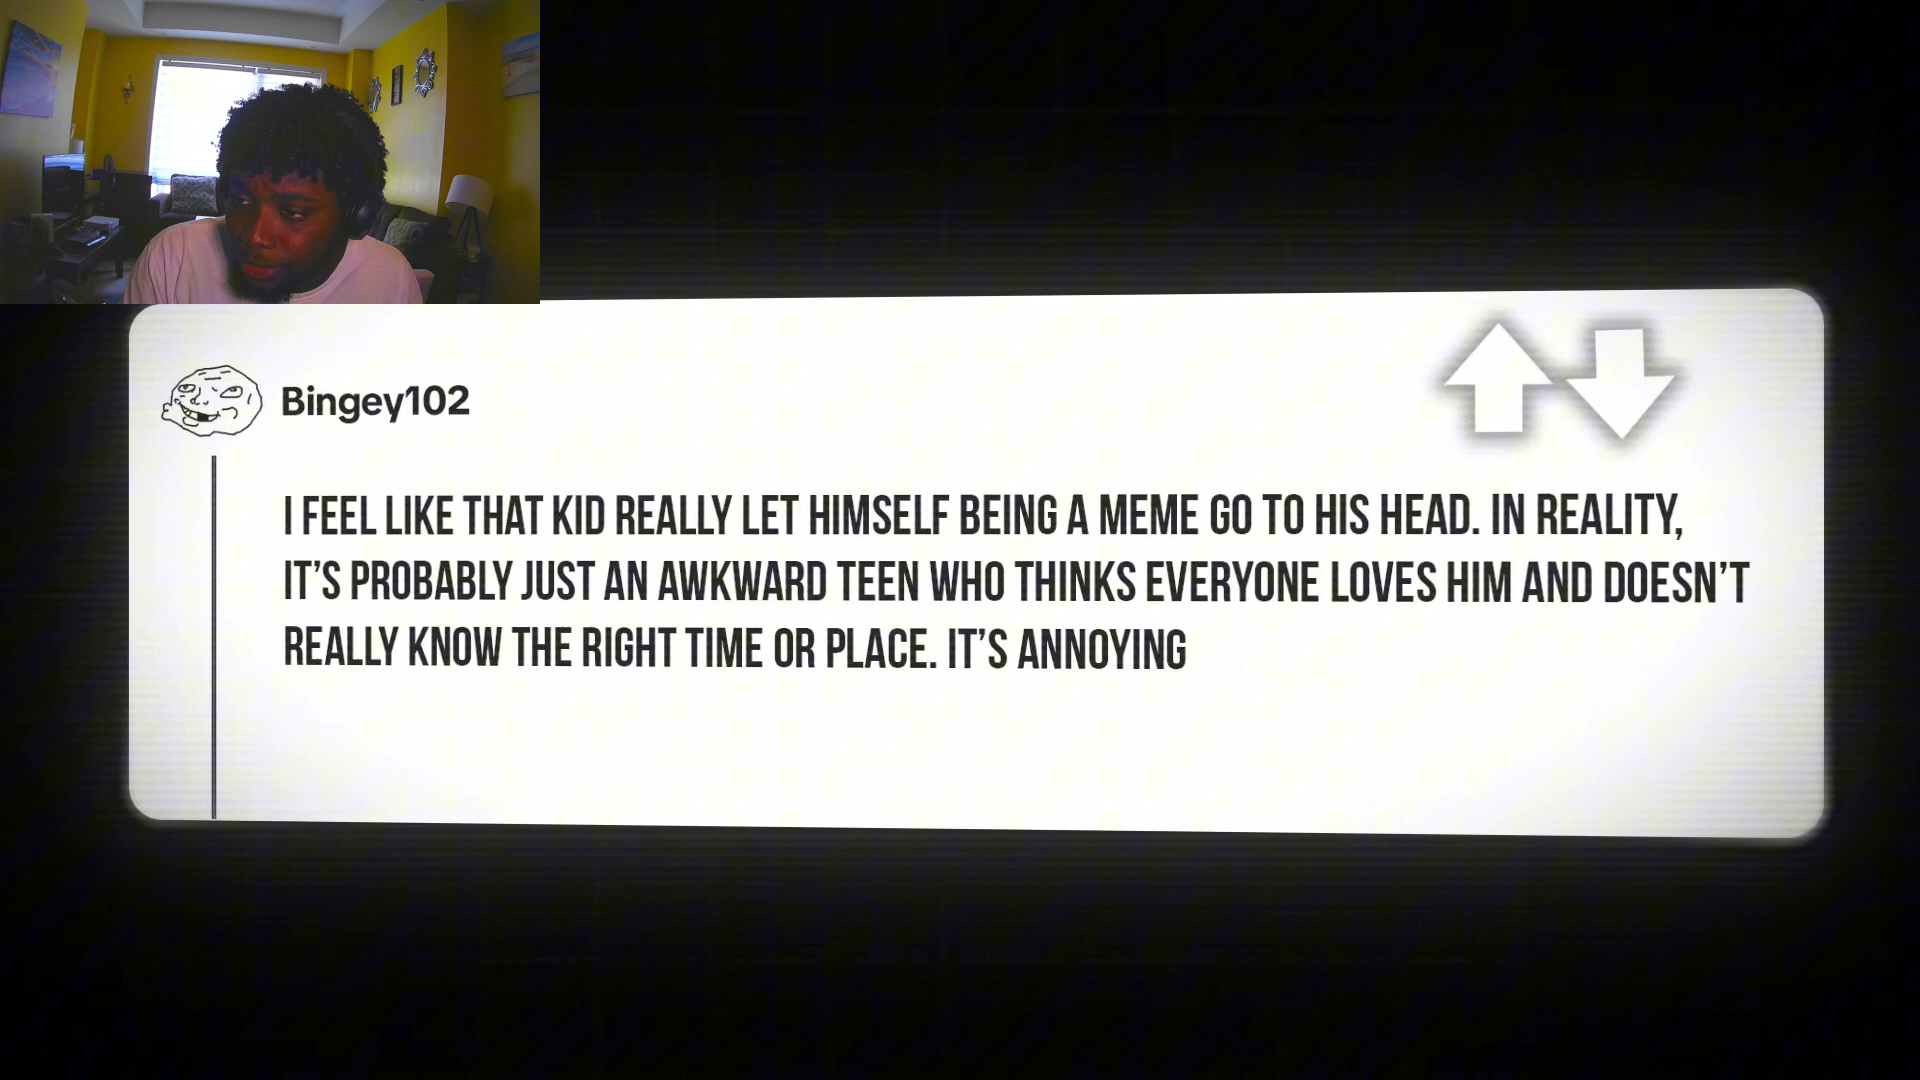 Bingey102
I FEEL LIKE THAT KID REALLY LET HIMSELF BEING A MEME GO TO HIS HEAD. IN REALITY,
IT'S PROBABLY JUST AN AWKWARD TEEN WHO THINKS EVERYONE LOVES HIM AND DOESN'T
REALLY KNOW THE RIGHT TIME OR PLACE. IT'S ANNOYING